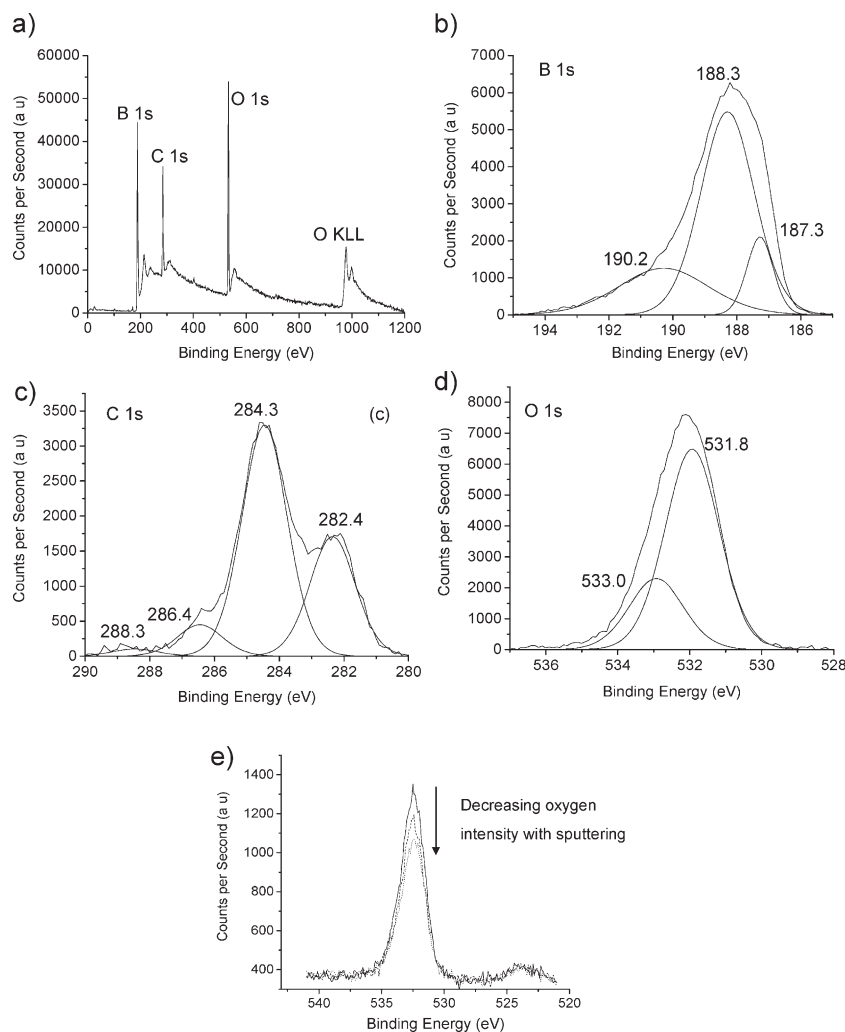 a)
60000
50000
40000
30000
20000
10000
0
Counts per Second (a u)
B 1s
C 1s
O 1s
O KLL
0 200 400 600 800 1000 1200
Binding Energy (eV)
b)
7000
6000
5000
4000
3000
2000
1000
0
Counts per Second (a u)
B 1s
188.3
187.3
190.2
194 192 190 188 186
Binding Energy (eV)
c)
3500
3000
2500
2000
1500
1000
500
0
Counts per Second (a u)
C 1s
284.3
(c)
282.4
286.4
288.3
290 288 286 284 282 280
Binding Energy (eV)
d)
8000
7000
6000
5000
4000
3000
2000
1000
0
Counts per Second (a u)
O 1s
531.8
533.0
536 534 532 530 528
Binding Energy (eV)
e)
1400
1200
1000
800
600
400
Counts per Second (a u)
Decreasing oxygen
intensity with sputtering
540 535 530 525 520
Binding Energy (eV)